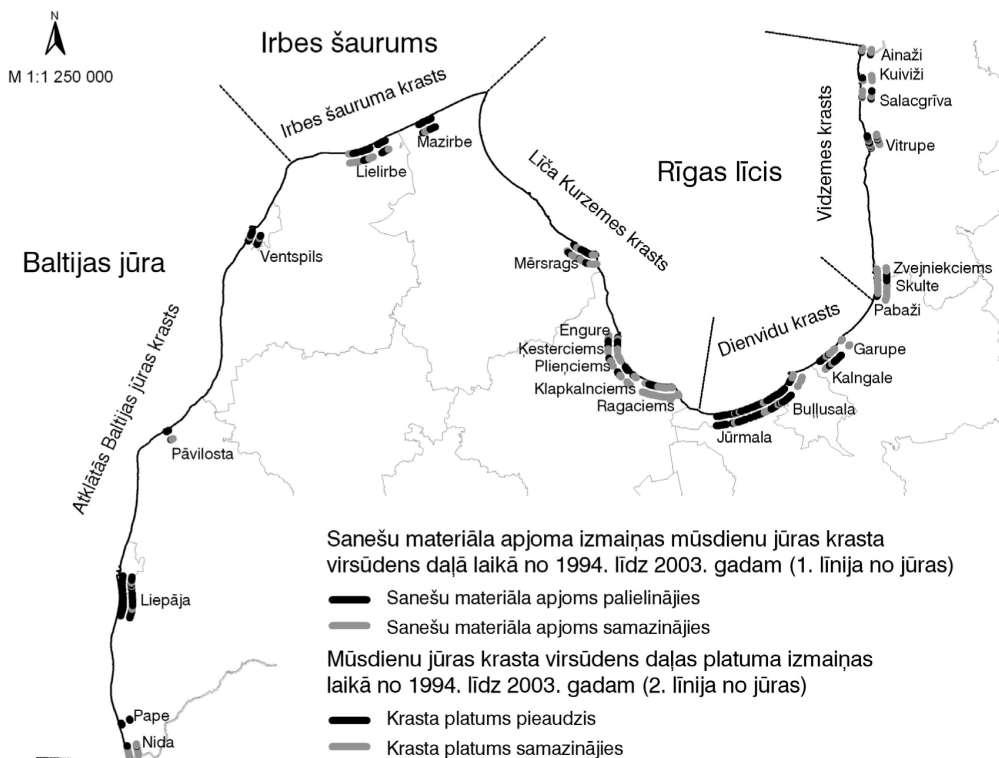 N
M 1:1 250 000
Irbes šaurums
Irbes šauruma krasts
Mazirbe
Lielirbe
Ventspils
Baltijas jūra
Atklātās Baltijas jūras krasts
Pāvilosta
Liepāja
Pape
Nida
Līča Kurzemes krasts
Rīgas līcis
Mērsrags
Engure
Ķesterciems
Plieņciems
Klapkalnciems
Ragaciems
Dienvidu krasts
Jūrmala
Buļļusala
Kalngale
Garupe
Vidzemes krasts
Ainaži
Kuiviži
Salacgrīva
Vitrupe
Zvejniekciems
Skulte
Pabaži
Sanešu materiāla apjoma izmaiņas mūsdienu jūras krasta
virsūdens daļā laikā no 1994. līdz 2003. gadam (1. līnija no jūras)
Sanešu materiāla apjoms palielinājies
Sanešu materiāla apjoms samazinājies
Mūsdienu jūras krasta virsūdens daļas platuma izmaiņas
laikā no 1994. līdz 2003. gadam (2. līnija no jūras)
Krasta platums pieaudzis
Krasta platums samazinājies